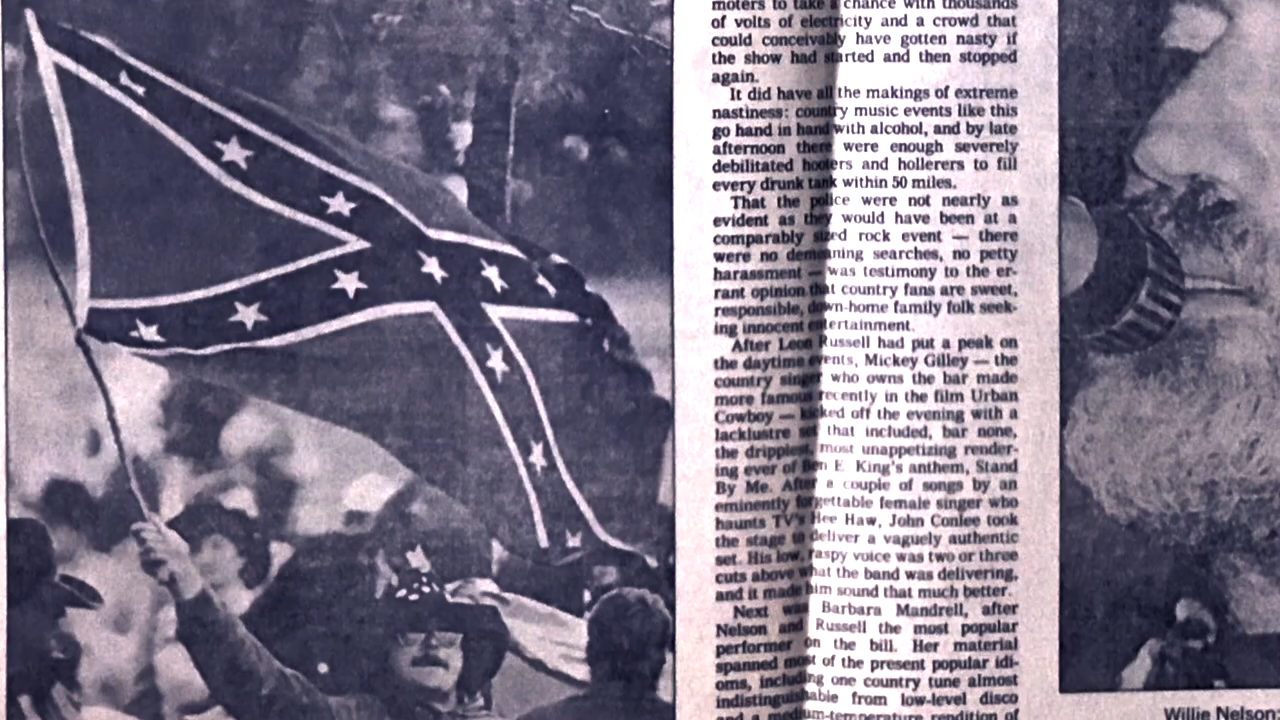 moters to take a chance with thousands
of volts of electricity and a crowd that
could conceivably have gotten nasty if
the show had started and then stopped
again.
It did have all the makings of extreme
nastiness: country music events like this
go hand in hand with alcohol, and by late
afternoon there were enough severely
debilitated hooters and hollerers to fill
every drunk tank within 50 miles.
That the police were not nearly as
evident as they would have been at a
comparably sized rock event — there
were no demeaning searches, no petty
harassment — was testimony to the er-
rant opinion that country fans are sweet,
responsible, down-home family folk seek-
ing innocent entertainment.
After Leon Russell had put a peak on
the daytime events, Mickey Gilley — the
country singer who owns the bar made
more famous recently in the film Urban
Cowboy — kicked off the evening with a
lacklustre set that included, bar none,
the drippiest, most unappetizing render-
ing ever of Ben E. King's anthem, Stand
By Me. After a couple of songs by an
eminently forgettable female singer who
haunts TV's Hee Haw, John Conlee took
the stage to deliver a vaguely authentic
set. His low, raspy voice was two or three
cuts above what the band was delivering,
and it made him sound that much better.
Next was Barbara Mandrell, after
Nelson and Russell the most popular
performer on the bill. Her material
spanned most of the present popular idi-
oms, including one country tune almost
indistinguishable from low-level disco
and a medium-temperature rendition of
Willie Nelson: